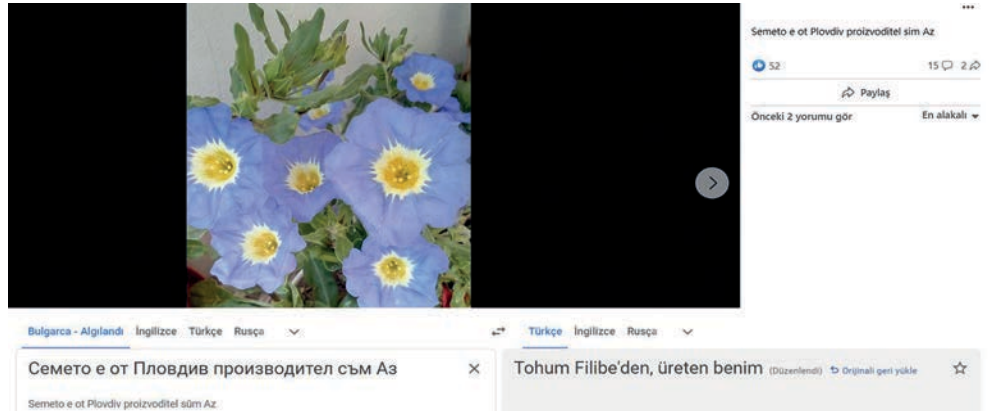 Semeto e ot Plovdiv proizvoditel sim Az
52
15 2
Paylaş
Önceki 2 yorumu gör
En alakalı
Bulgarca - Algılandı İngilizce Türkçe Rusça
Türkçe İngilizce Rusça
Семето е от Пловдив производител съм Аз
Tohum Filibe'den, üreten benim (Düzenlendi) Orijinali geri yükle
Semeto e ot Plovdiv proizvoditel sŭm Az